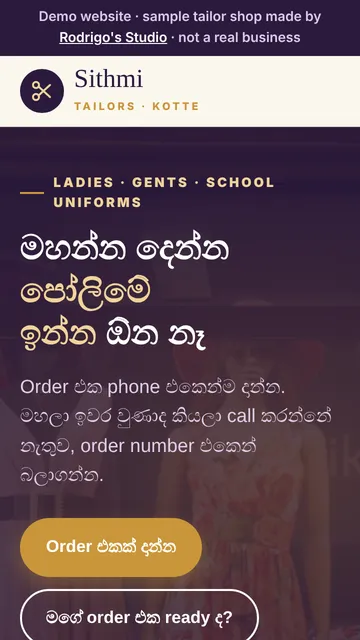 Demo website · sample tailor shop made by
Rodrigo's Studio · not a real business
Sithmi
TAILORS · KOTTE
LADIES · GENTS · SCHOOL
UNIFORMS
මහන්න දෙන්න
පෝලිමේ
ඉන්න ඕන නෑ
Order එක phone එකෙන්ම දාන්න.
මහලා ඉවර වුණාද කියලා call කරන්නේ
නැතුව, order number එකෙන්
බලාගන්න.
Order එකක් දාන්න
මගේ order එක ready ද?